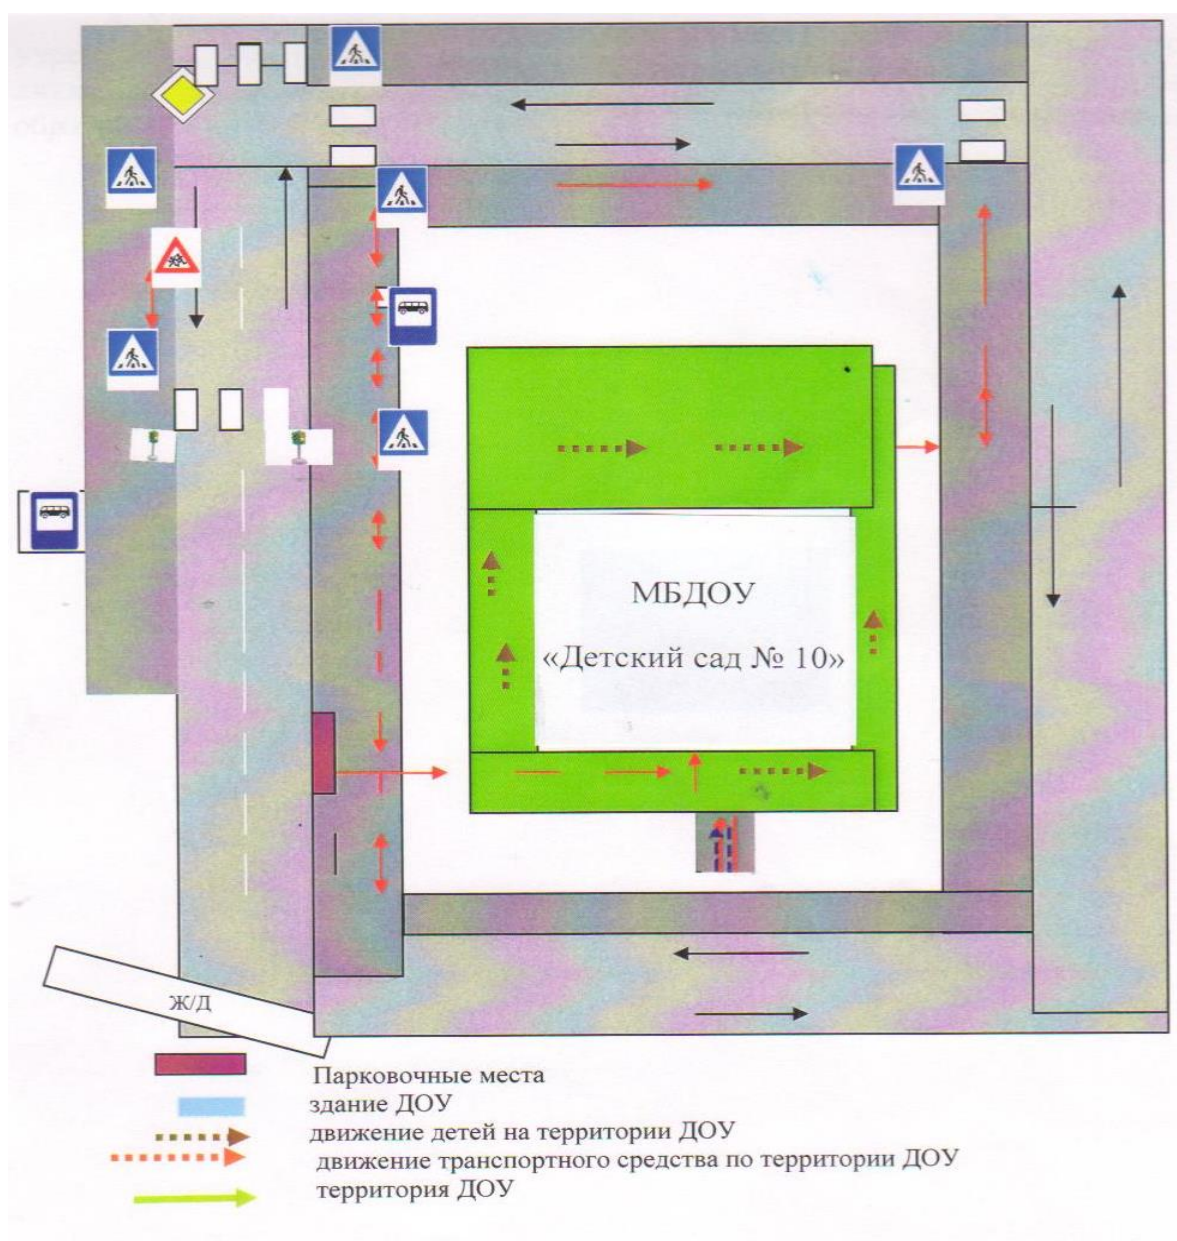 МБДОУ
«Детский сад № 10»
Ж/Д
Парковочные места
здание ДОУ
движение детей на территории ДОУ
движение транспортного средства по территории ДОУ
территория ДОУ